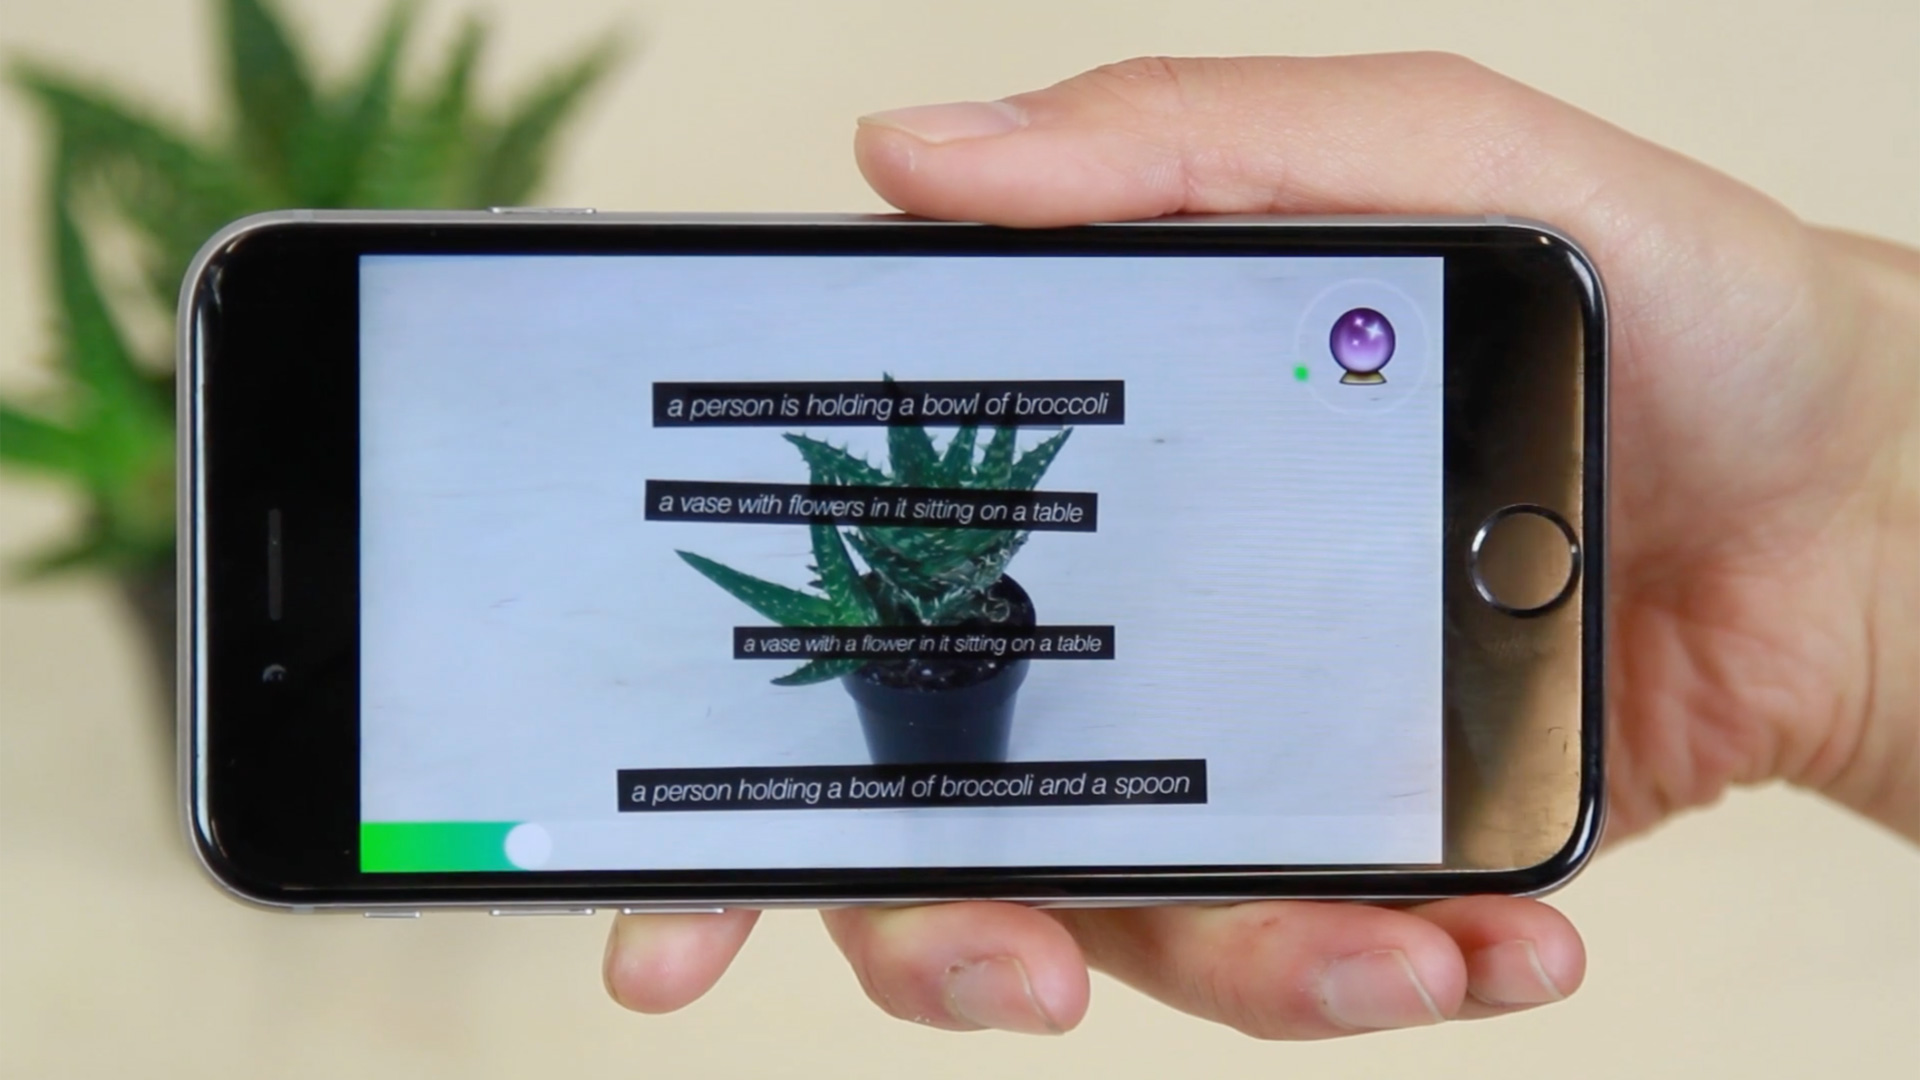 a person is holding a bowl of broccoli
a vase with flowers in it sitting on a table
a vase with a flower in it sitting on a table
a person holding a bowl of broccoli and a spoon